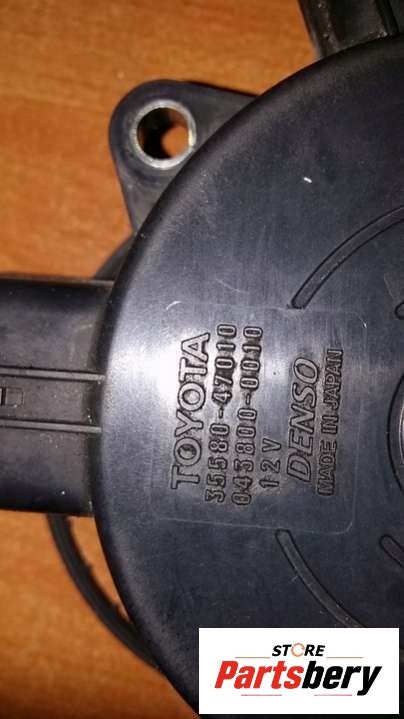 TOYOTA
35580-47010
043800-0010
12V
DENSO
MADE IN JAPAN
STORE
Partsbery